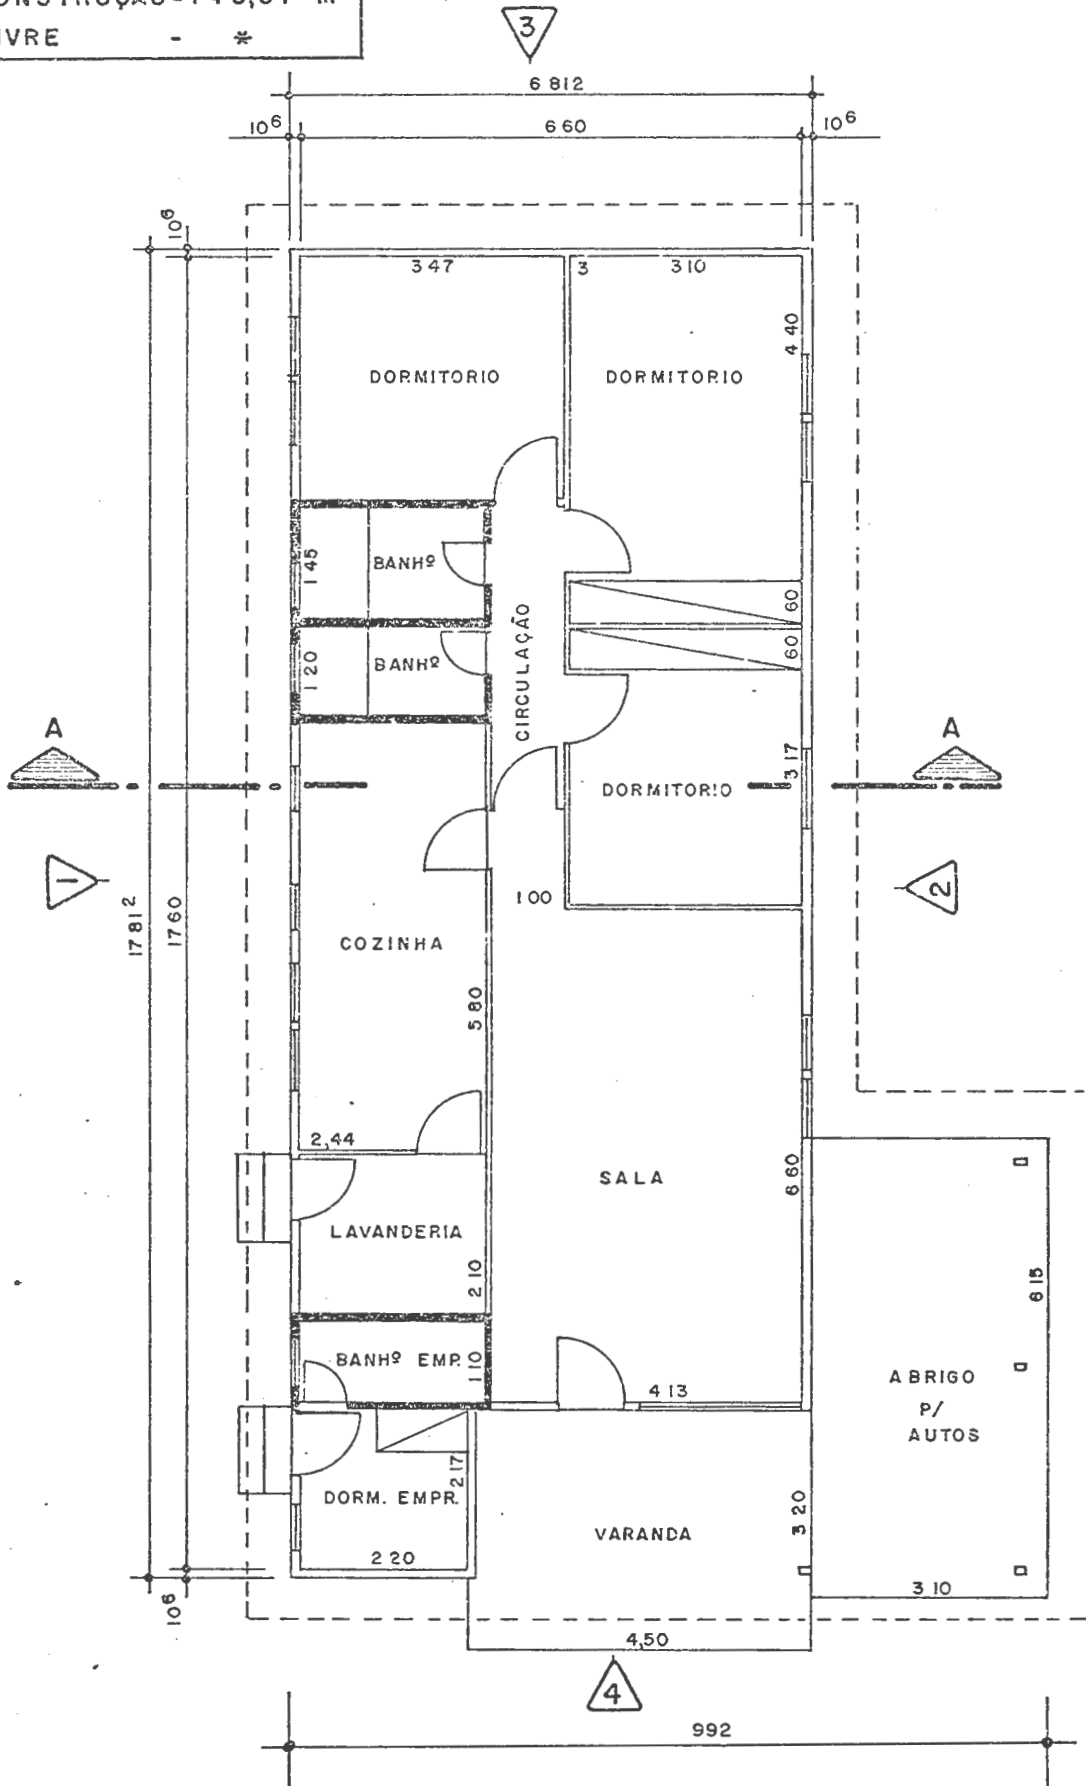 VRE - *
3
6 812
10⁶ 660 10⁶
10⁶
347 3 310
4 40
DORMITORIO DORMITORIO
1 45
BANHº
60
60
1 20
BANHº
CIRCULAÇÃO
A A
3 17
DORMITORIO
1 2
17 81²
17 60
1 00
COZINHA
5 80
2,44
SALA
6 60
LAVANDERIA
2 10
6 15
BANHº EMP.
1 10
4 13
ABRIGO
P/
AUTOS
2 17
DORM. EMPR.
3 20
VARANDA
2 20
3 10
10⁶
4,50
4
992